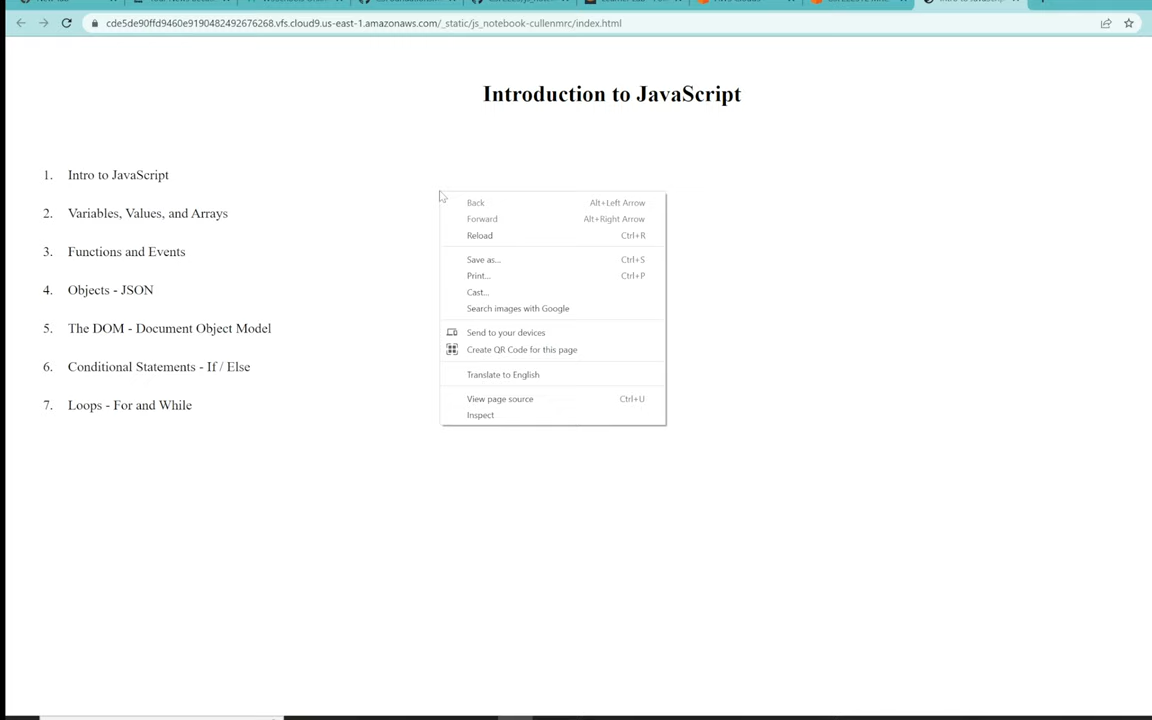 cde5de90ffd9460e9190482492676268.vfs.cloud9.us-east-1.amazonaws.com/_static/js_notebook-cullenmrc/index.html
Introduction to JavaScript
1. Intro to JavaScript
2. Variables, Values, and Arrays
3. Functions and Events
4. Objects - JSON
5. The DOM - Document Object Model
6. Conditional Statements - If / Else
7. Loops - For and While
Back Alt+Left Arrow
Forward Alt+Right Arrow
Reload Ctrl+R
Save as... Ctrl+S
Print... Ctrl+P
Cast...
Search images with Google
Send to your devices
Create QR Code for this page
Translate to English
View page source Ctrl+U
Inspect